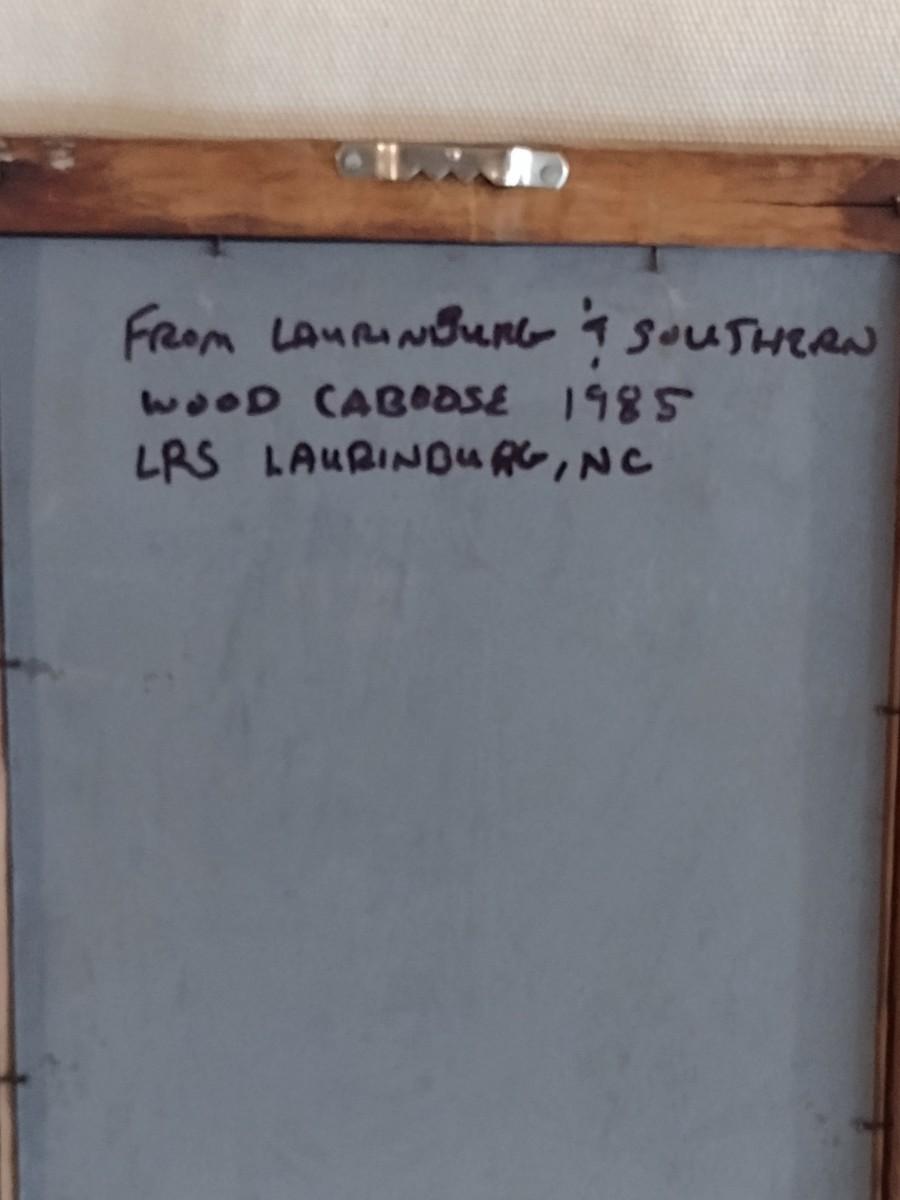 FROM LAURINBURG & SOUTHERN
WOOD CABOOSE 1985
LRS LAURINBURG, NC